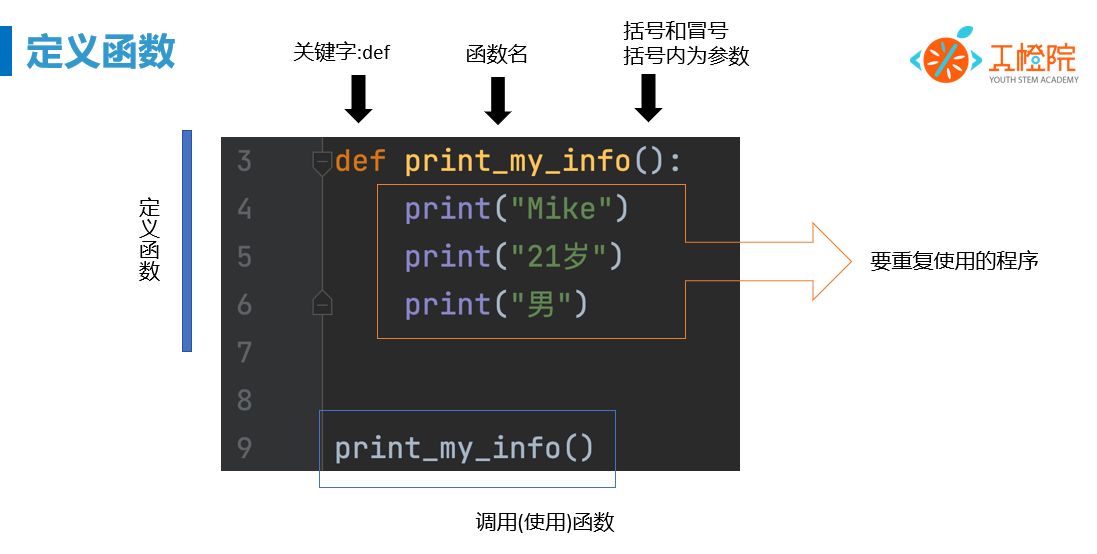 定义函数
关键字:def
函数名
括号和冒号
括号内为参数
工橙院
YOUTH STEM ACADEMY
定义函数
3 def print_my_info():
4 print("Mike")
5 print("21岁")
6 print("男")
7
8
9 print_my_info()
要重复使用的程序
调用(使用)函数